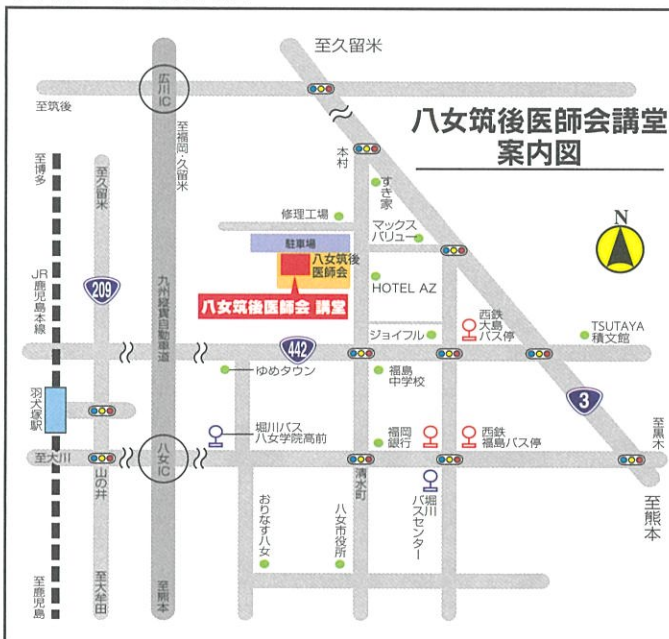 至久留米
広川IC
至筑後
八女筑後医師会講堂
案内図
至博多
至久留米
至福岡・久留米
本村
すき家
修理工場
マックス
バリュー
N
駐車場
八女筑後
医師会
八女筑後医師会 講堂
HOTEL AZ
JR鹿児島本線
209
九州縦貫自動車道
442
ジョイフル
西鉄
大島
バス停
TSUTAYA
積文館
ゆめタウン
福島
中学校
3
羽犬塚駅
堀川バス
八女学院高前
福岡
銀行
西鉄
福島バス停
至黒木
至大川
山の井
八女IC
清水町
堀川
バスセンター
至熊本
おりなす八女
八女市役所
至鹿児島
至大牟田
至熊本